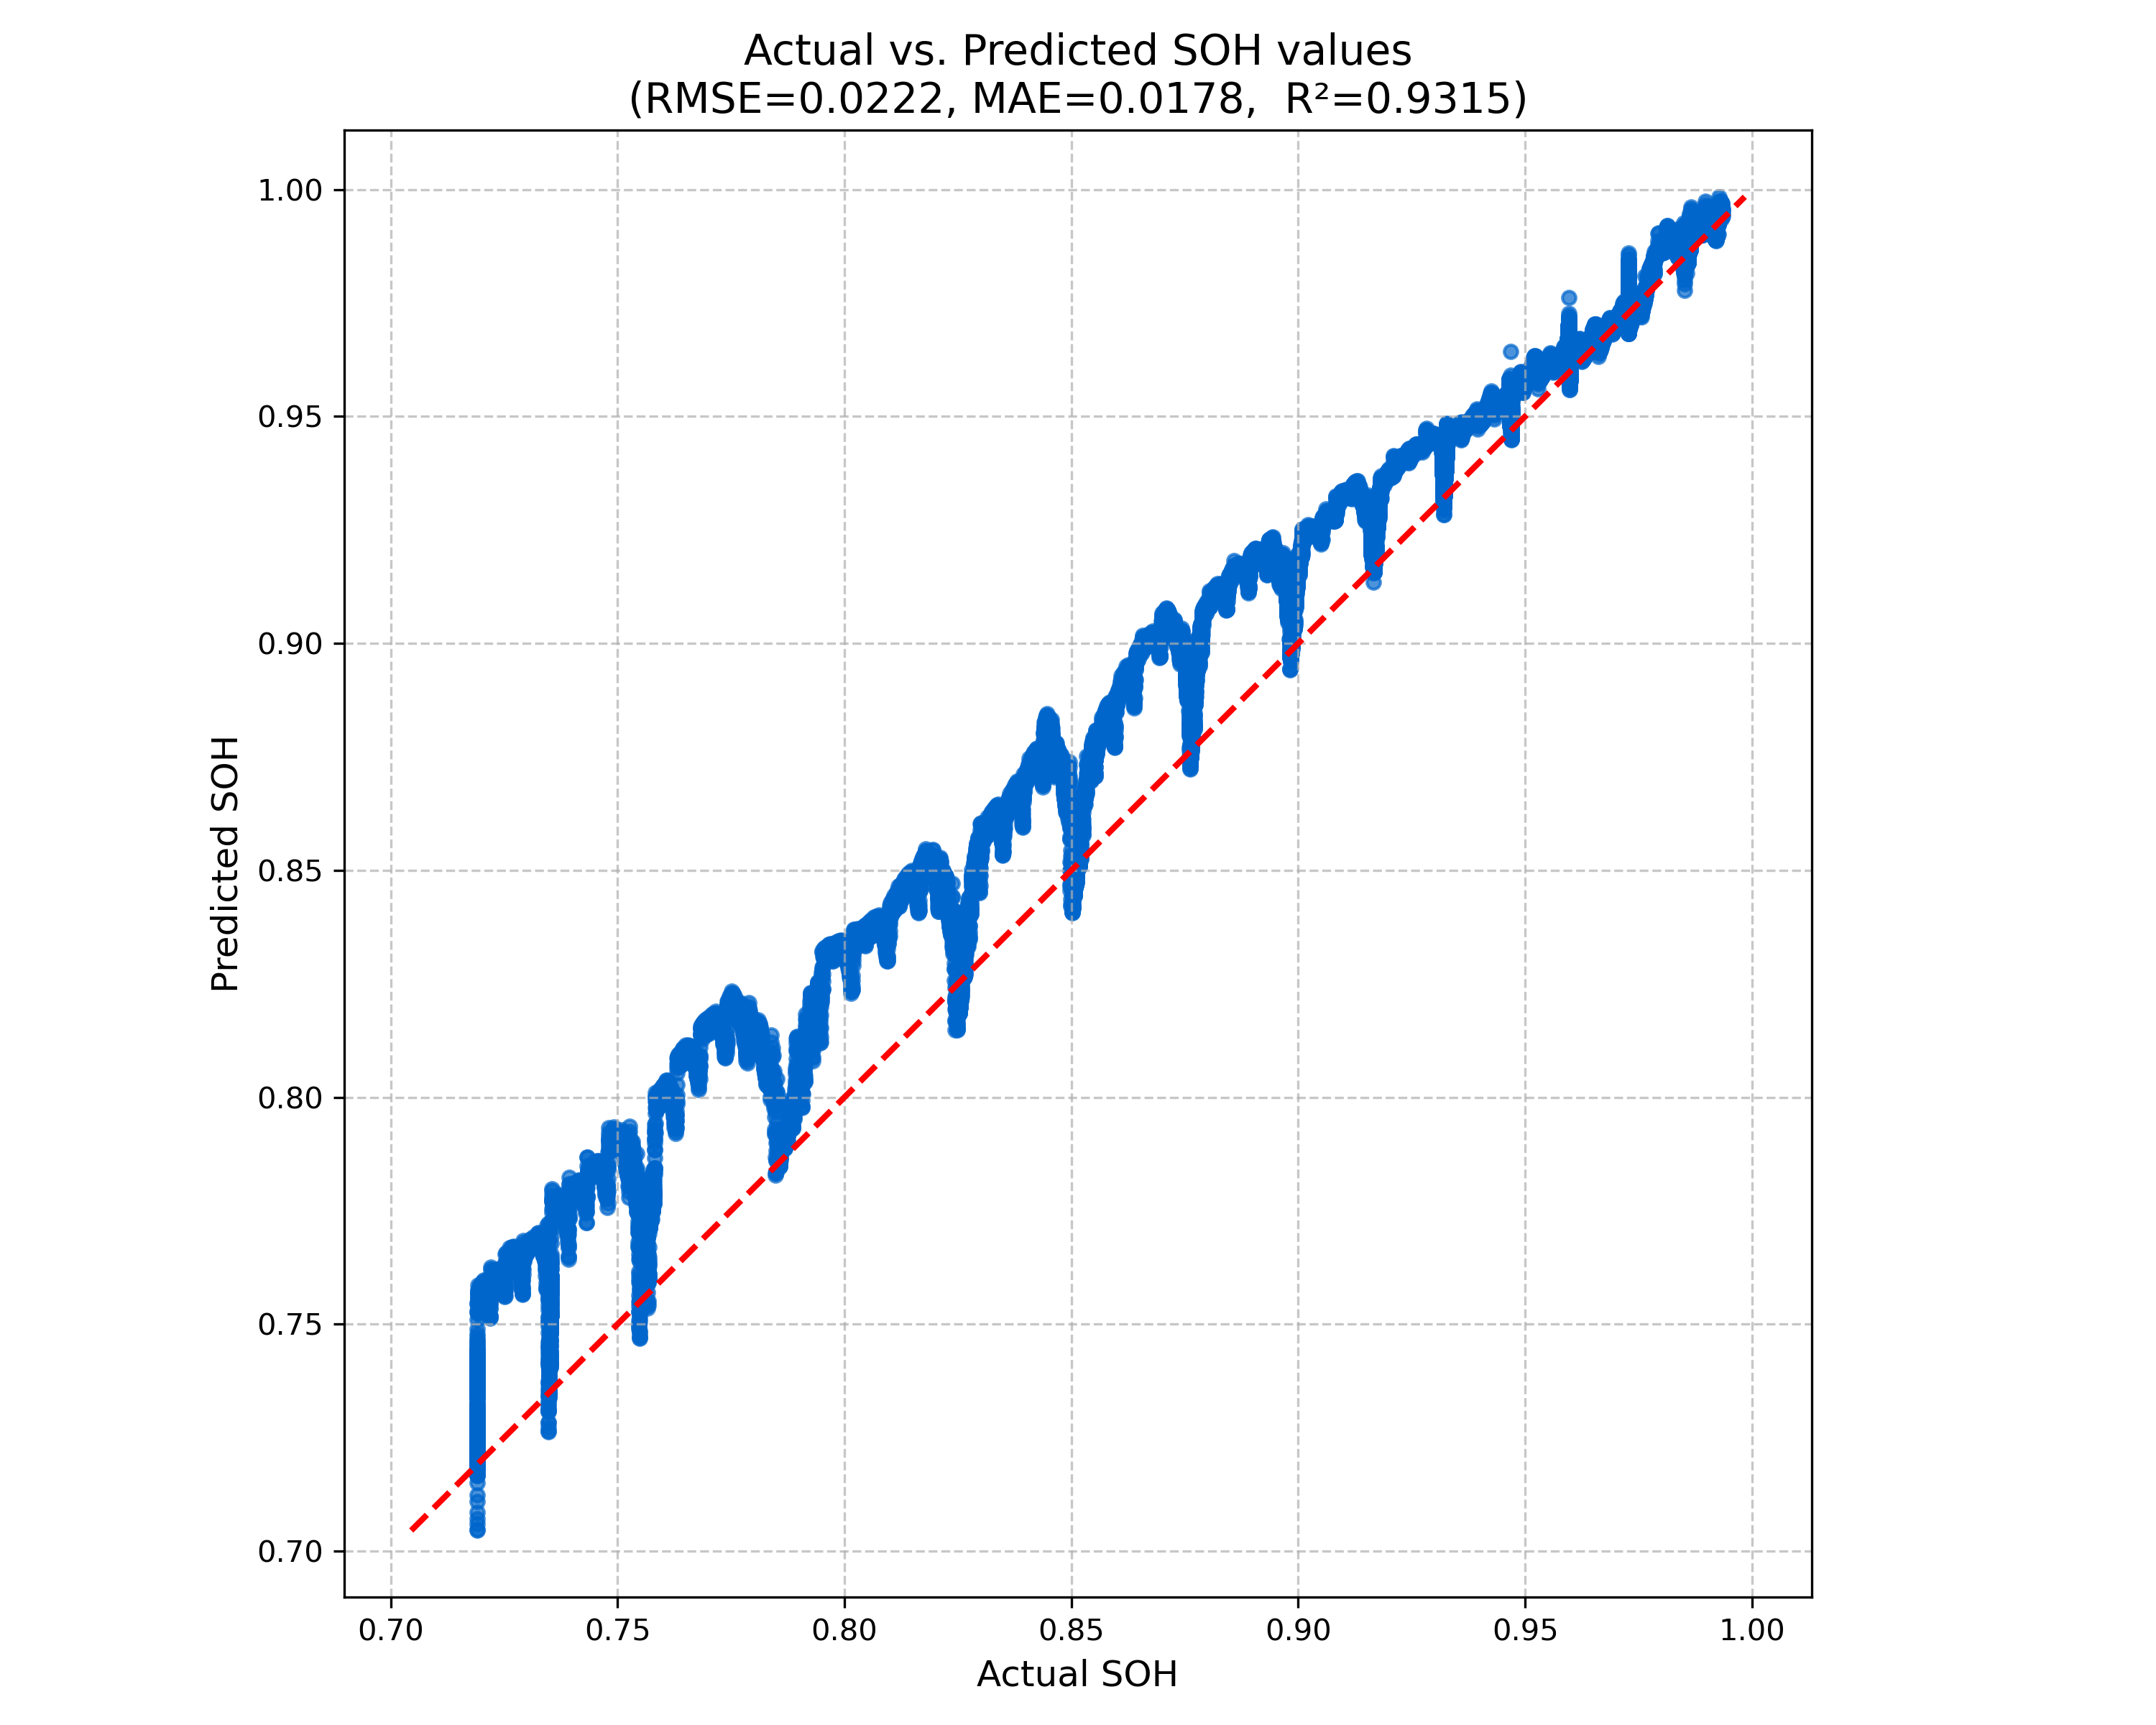 Actual vs. Predicted SOH values
(RMSE=0.0222, MAE=0.0178, R²=0.9315)
1.00
0.95
0.90
0.85
0.80
0.75
0.70
Predicted SOH
0.70 0.75 0.80 0.85 0.90 0.95 1.00
Actual SOH